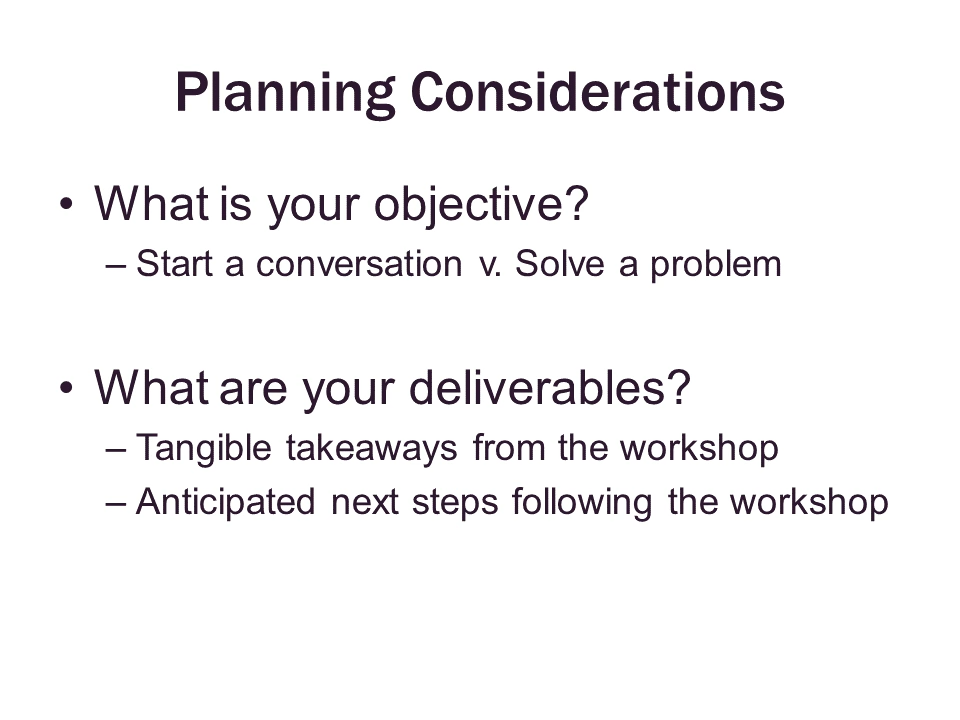 Planning Considerations
• What is your objective?
– Start a conversation v. Solve a problem
• What are your deliverables?
– Tangible takeaways from the workshop
– Anticipated next steps following the workshop